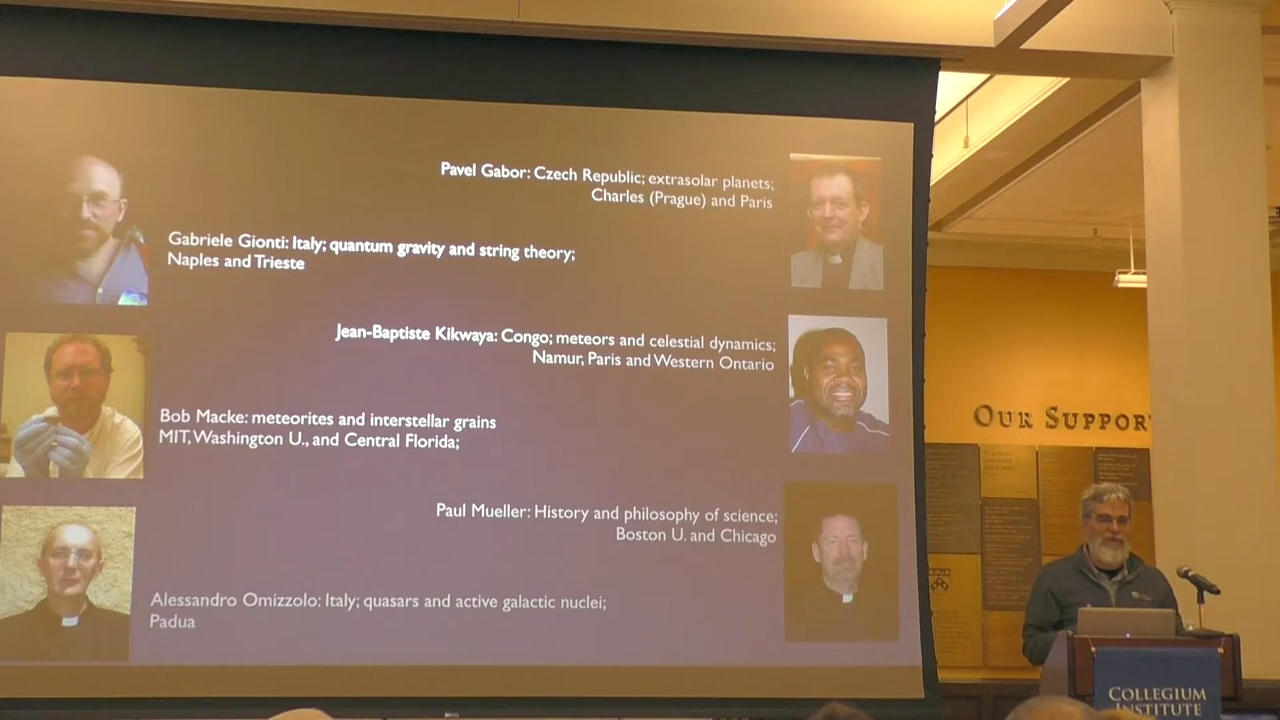 Pavel Gabor: Czech Republic; extrasolar planets;
Charles (Prague) and Paris
Gabriele Gionti: Italy; quantum gravity and string theory;
Naples and Trieste
Jean-Baptiste Kikwaya: Congo; meteors and celestial dynamics;
Namur, Paris and Western Ontario
Bob Macke: meteorites and interstellar grains
MIT, Washington U., and Central Florida;
Paul Mueller: History and philosophy of science;
Boston U. and Chicago
Alessandro Omizzolo: Italy; quasars and active galactic nuclei;
Padua
OUR SUPPORT
COLLEGIUM
INSTITUTE